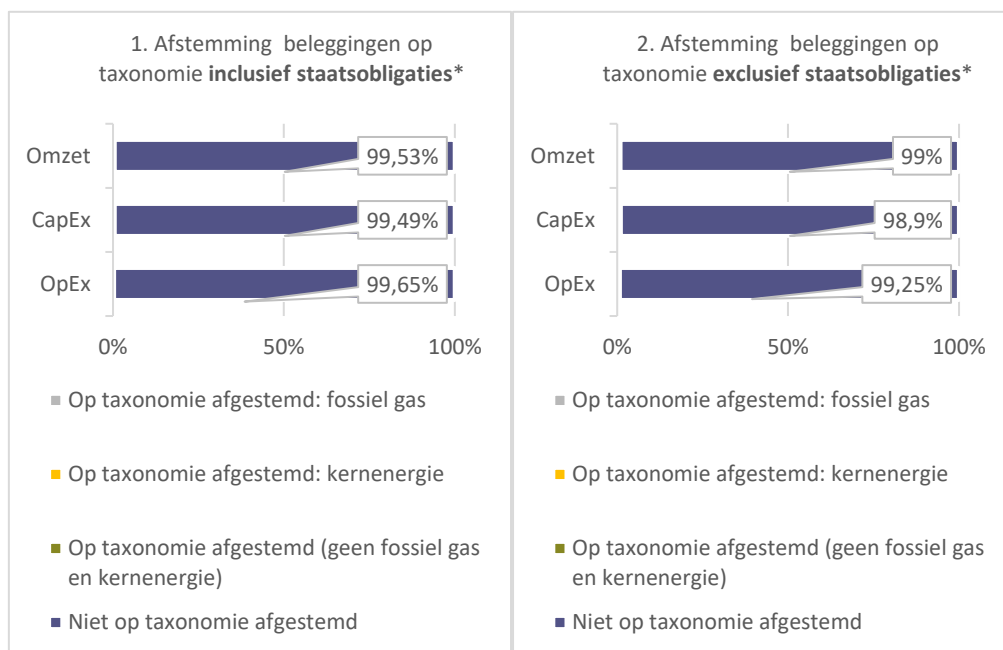 1. Afstemming beleggingen op
taxonomie inclusief staatsobligaties*
Omzet
99,53%
CapEx
99,49%
OpEx
99,65%
0%
50%
100%
Op taxonomie afgestemd: fossiel gas
Op taxonomie afgestemd: kernenergie
Op taxonomie afgestemd (geen fossiel gas
en kernenergie)
Niet op taxonomie afgestemd
2. Afstemming beleggingen op
taxonomie exclusief staatsobligaties*
Omzet
99%
CapEx
98,9%
OpEx
99,25%
0%
50%
100%
Op taxonomie afgestemd: fossiel gas
Op taxonomie afgestemd: kernenergie
Op taxonomie afgestemd (geen fossiel gas
en kernenergie)
Niet op taxonomie afgestemd